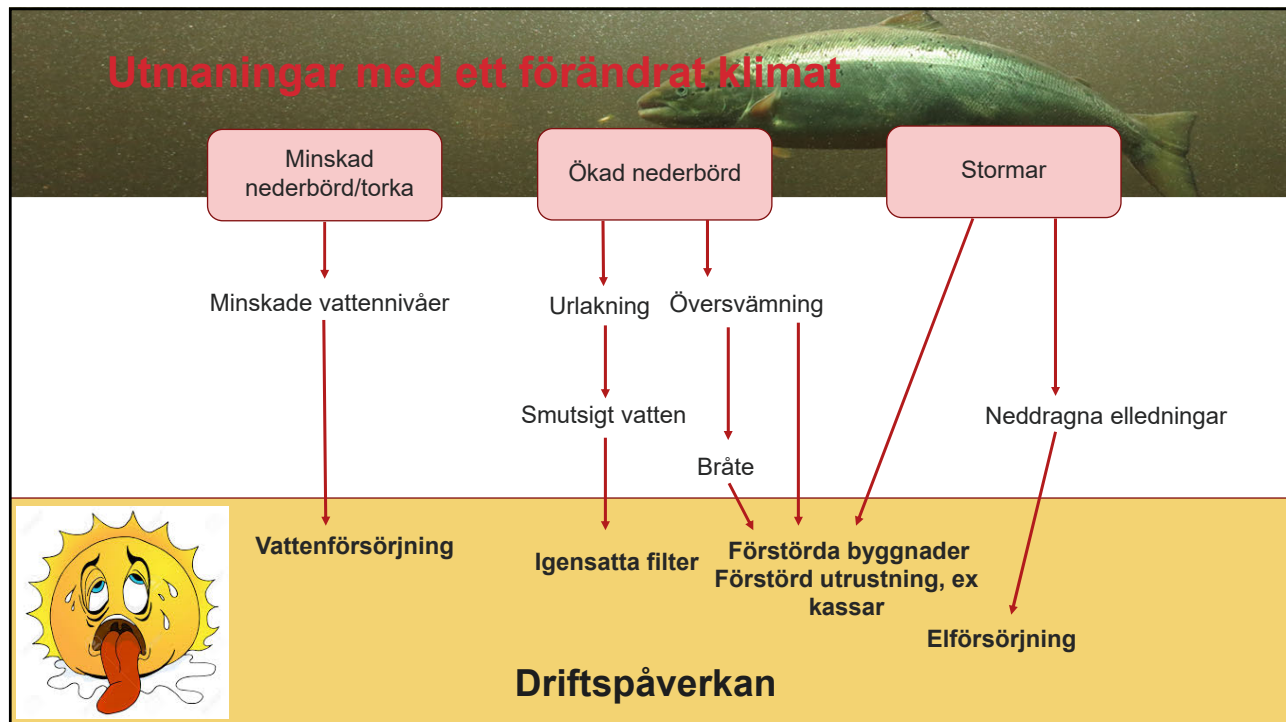 Utmaningar med ett förändrat klimat
Minskad
nederbörd/torka
Ökad nederbörd
Stormar
Minskade vattennivåer
Urlakning
Översvämning
Smutsigt vatten
Neddragna elledningar
Bråte
Vattenförsörjning
Igensatta filter
Förstörda byggnader
Förstörd utrustning, ex
kassar
Elförsörjning
Driftspåverkan